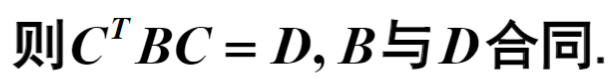 则C^T BC = D, B与D合同.